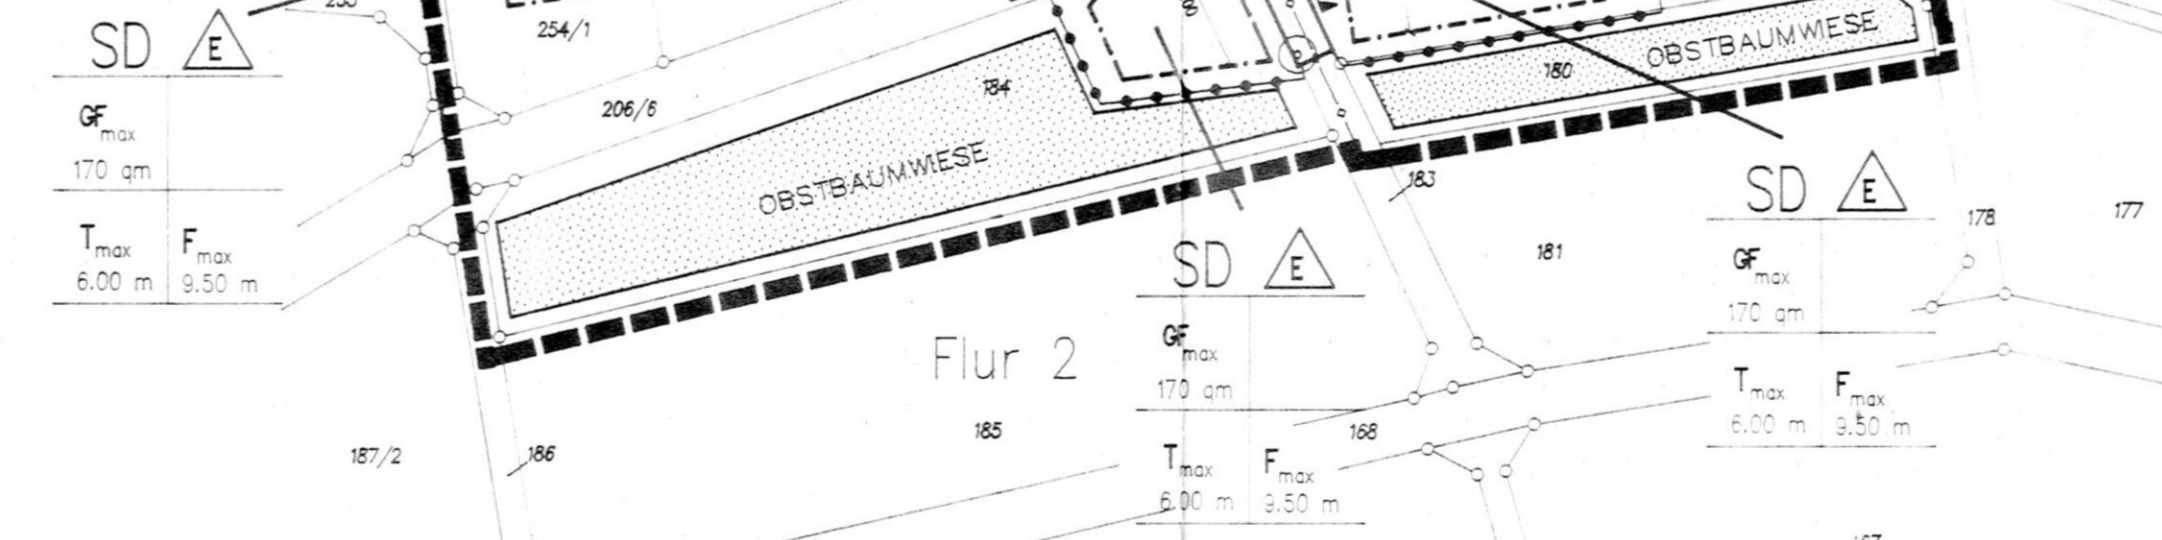 254/1
SD E
GF max
170 qm
T max F max
6.00 m 9.50 m
206/6
184
OBSTBAUMWIESE
180
OBSTBAUMWIESE
183
181
178
177
SD E
GF max
170 qm
T max F max
6.00 m 9.50 m
SD E
GF max
170 qm
T max F max
6.00 m 9.50 m
Flur 2
185
168
187/2
186